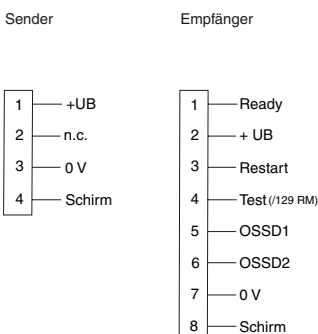 Sender
1 +UB
2 n.c.
3 0 V
4 Schirm
Empfänger
1 Ready
2 + UB
3 Restart
4 Test (/129 RM)
5 OSSD1
6 OSSD2
7 0 V
8 Schirm